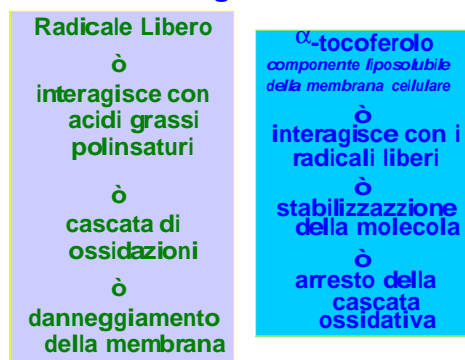 Radicale Libero
ò
interagisce con
acidi grassi
polinsaturi
ò
cascata di
ossidazioni
ò
danneggiamento
della membrana
α-tocoferolo
componente liposolubile
della membrana cellulare
ò
interagisce con i
radicali liberi
ò
stabilizzazzione
della molecola
ò
arresto della
cascata
ossidativa